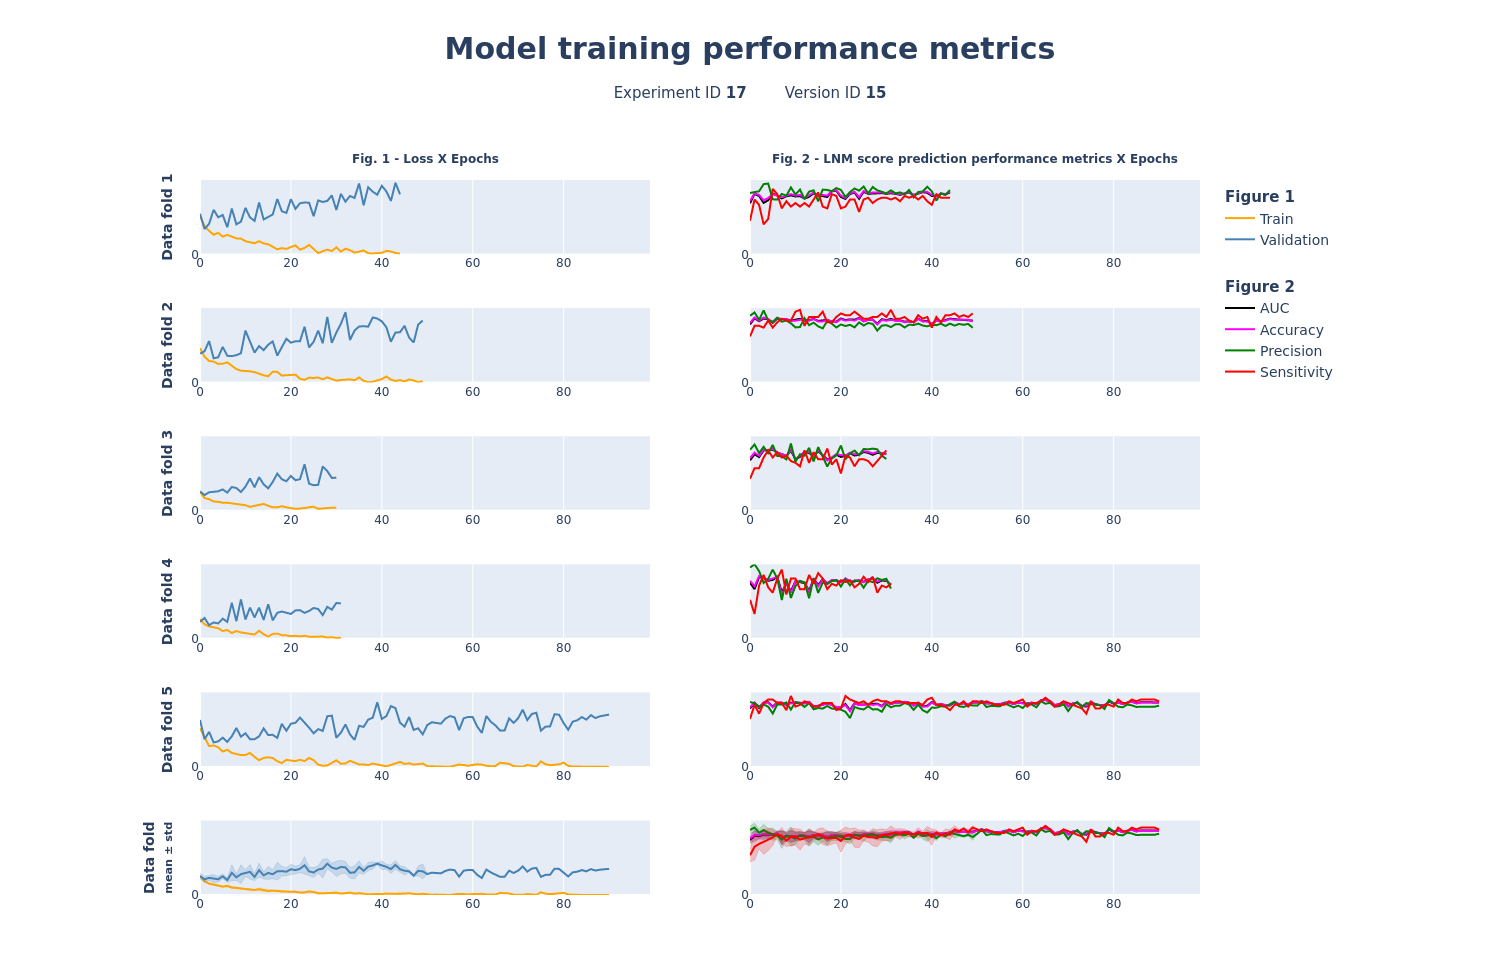 Model training performance metrics
Experiment ID 17 Version ID 15
Fig. 1 - Loss X Epochs
Fig. 2 - LNM score prediction performance metrics X Epochs
Data fold 1
0
0 20 40 60 80
0
0 20 40 60 80
Figure 1
Train
Validation
Figure 2
AUC
Accuracy
Precision
Sensitivity
Data fold 2
0
0 20 40 60 80
0
0 20 40 60 80
Data fold 3
0
0 20 40 60 80
0
0 20 40 60 80
Data fold 4
0
0 20 40 60 80
0
0 20 40 60 80
Data fold 5
0
0 20 40 60 80
0
0 20 40 60 80
Data fold
mean ± std
0
0 20 40 60 80
0
0 20 40 60 80